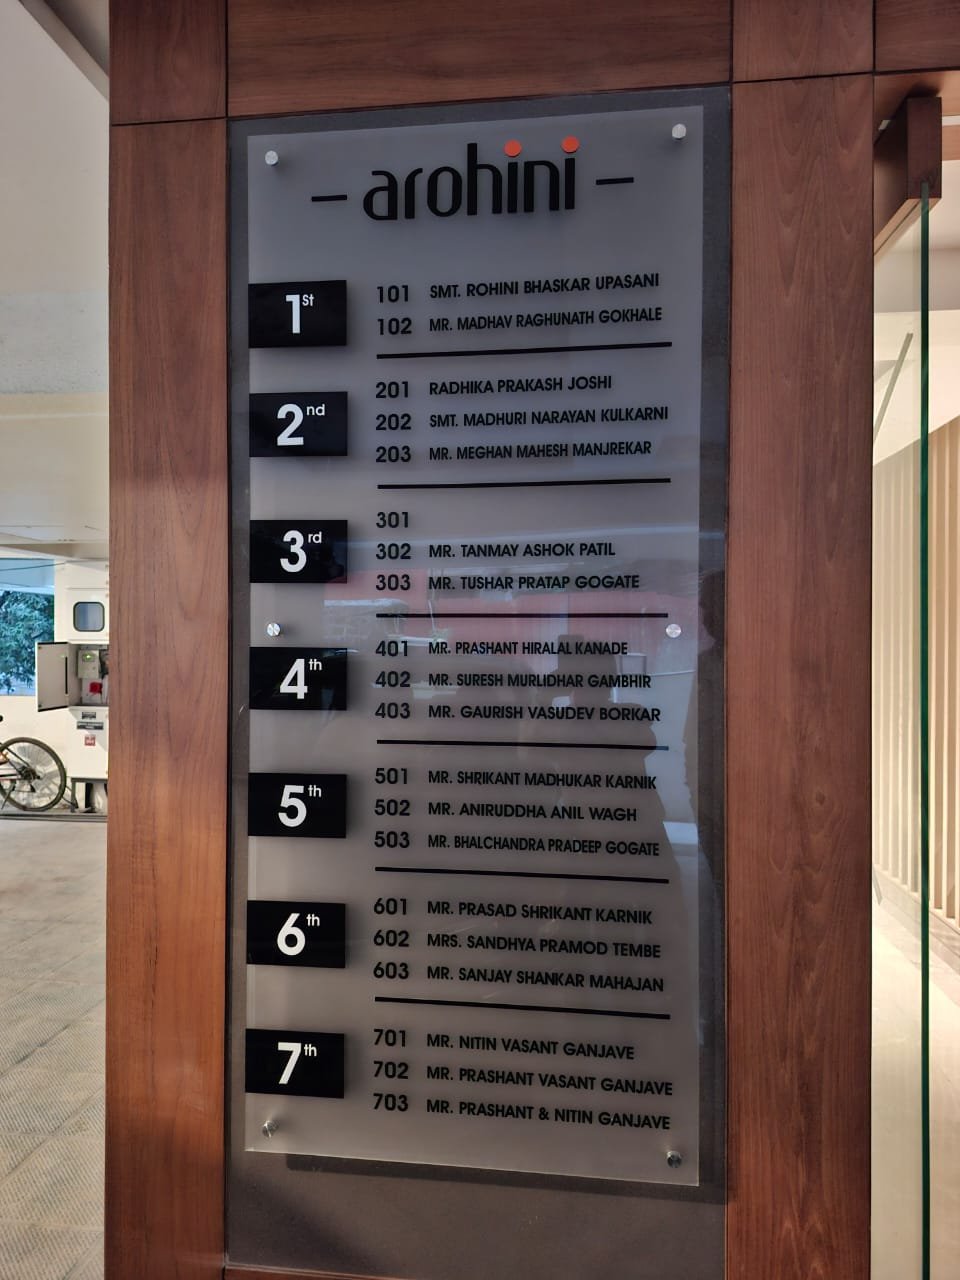 - arohini -
1st
101 SMT. ROHINI BHASKAR UPASANI
102 MR. MADHAV RAGHUNATH GOKHALE
2nd
201 RADHIKA PRAKASH JOSHI
202 SMT. MADHURI NARAYAN KULKARNI
203 MR. MEGHAN MAHESH MANJREKAR
3rd
301
302 MR. TANMAY ASHOK PATIL
303 MR. TUSHAR PRATAP GOGATE
4th
401 MR. PRASHANT HIRALAL KANADE
402 MR. SURESH MURLIDHAR GAMBHIR
403 MR. GAURISH VASUDEV BORKAR
5th
501 MR. SHRIKANT MADHUKAR KARNIK
502 MR. ANIRUDDHA ANIL WAGH
503 MR. BHALCHANDRA PRADEEP GOGATE
6th
601 MR. PRASAD SHRIKANT KARNIK
602 MRS. SANDHYA PRAMOD TEMBE
603 MR. SANJAY SHANKAR MAHAJAN
7th
701 MR. NITIN VASANT GANJAVE
702 MR. PRASHANT VASANT GANJAVE
703 MR. PRASHANT & NITIN GANJAVE